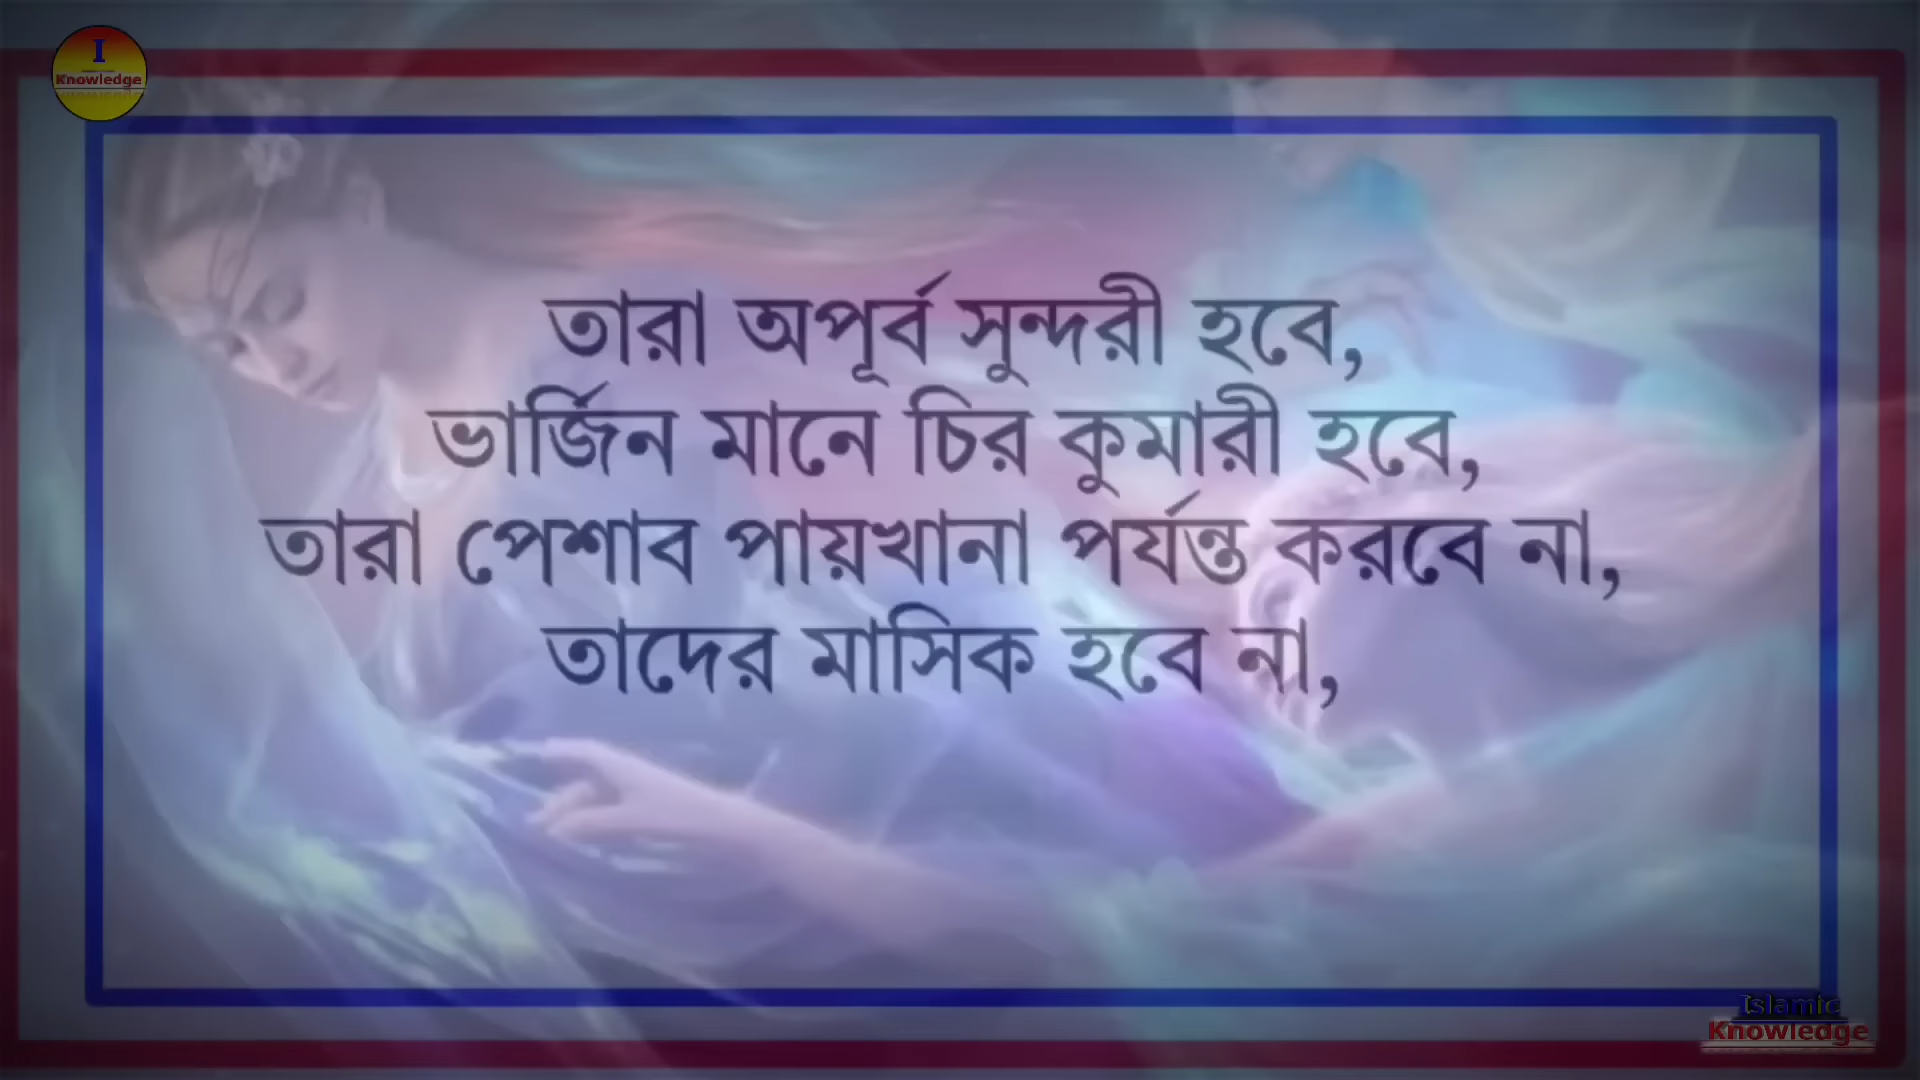 I
Knowledge
তারা অপূর্ব সুন্দরী হবে,
ভার্জিন মানে চির কুমারী হবে,
তারা পেশাব পায়খানা পর্যন্ত করবে না,
তাদের মাসিক হবে না,
Islamic
Knowledge